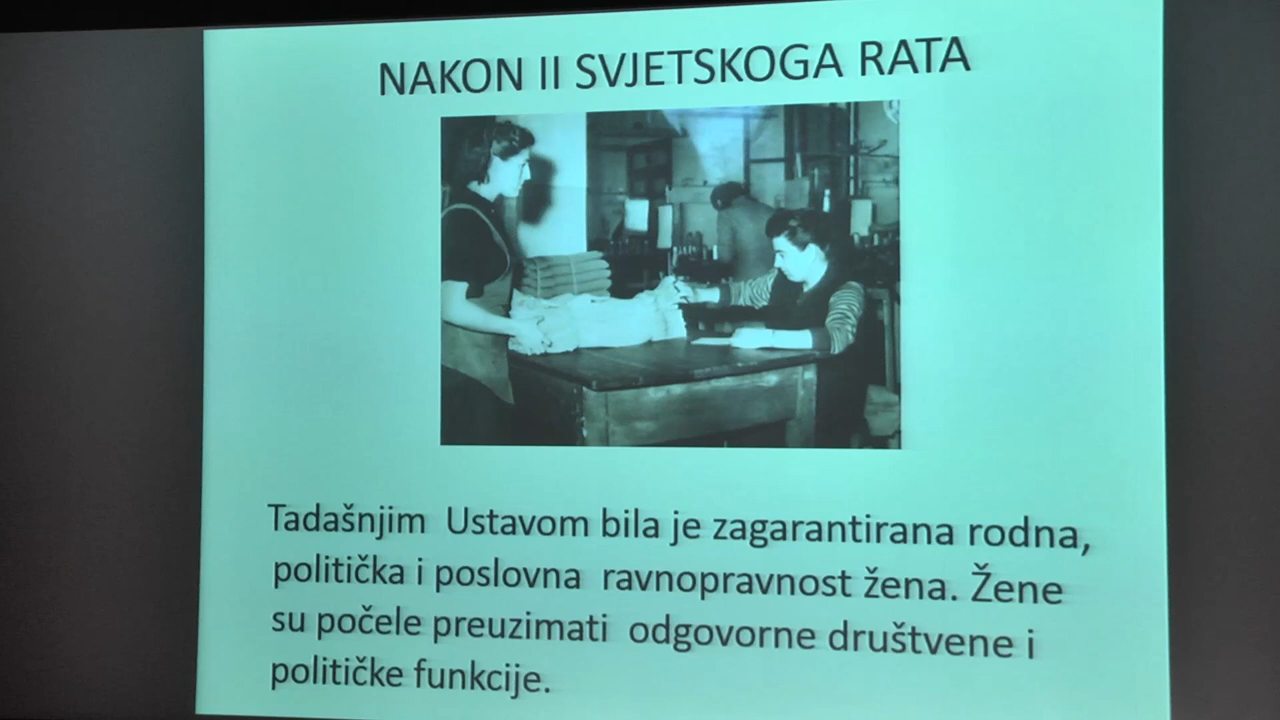 NAKON II SVJETSKOGA RATA
Tadašnjim Ustavom bila je zagarantirana rodna,
politička i poslovna ravnopravnost žena. Žene
su počele preuzimati odgovorne društvene i
političke funkcije.